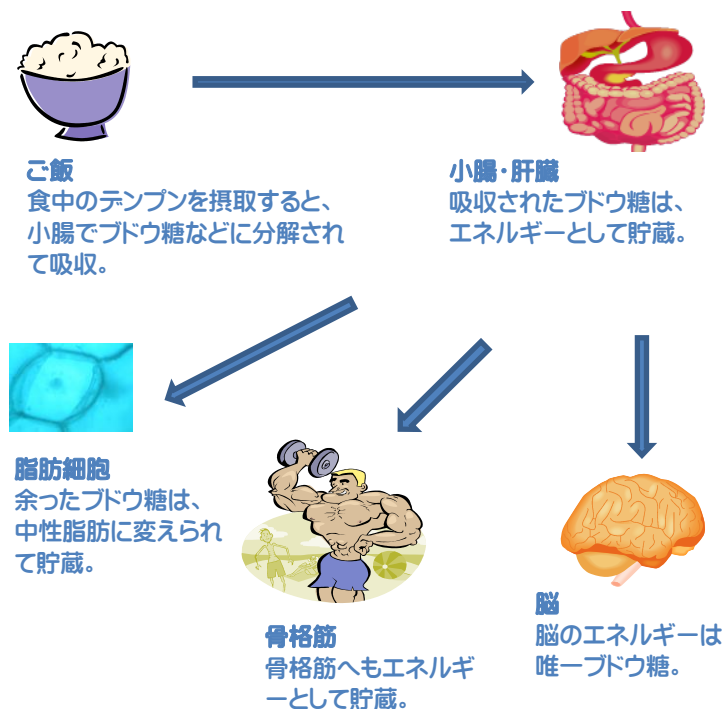 ご飯
食中のデンプンを摂取すると、
小腸でブドウ糖などに分解され
て吸収。
小腸・肝臓
吸収されたブドウ糖は、
エネルギーとして貯蔵。
脂肪細胞
余ったブドウ糖は、
中性脂肪に変えられ
て貯蔵。
骨格筋
骨格筋へもエネルギ
ーとして貯蔵。
脳
脳のエネルギーは
唯一ブドウ糖。